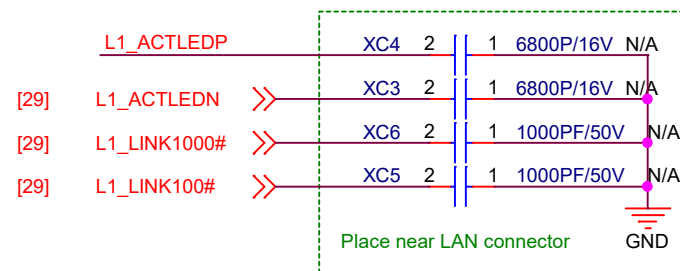 L1_ACTLEDP XC4 2 1 6800P/16V N/A
[29] L1_ACTLEDN XC3 2 1 6800P/16V N/A
[29] L1_LINK1000# XC6 2 1 1000PF/50V N/A
[29] L1_LINK100# XC5 2 1 1000PF/50V N/A
Place near LAN connector GND